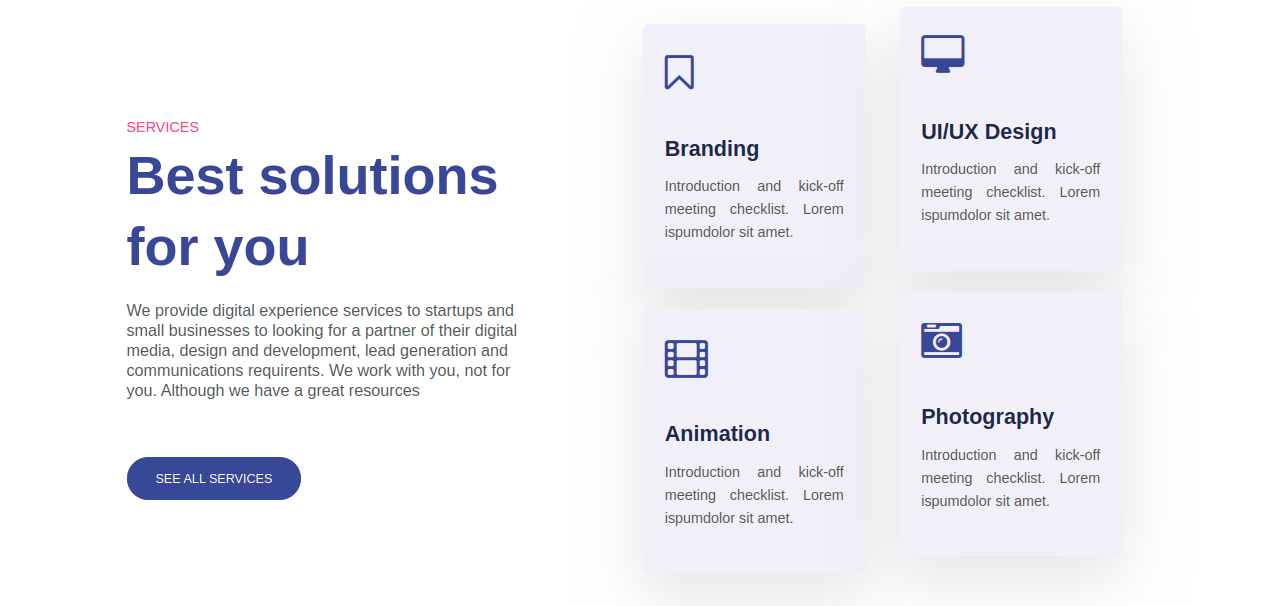 SERVICES
Best solutions
for you
We provide digital experience services to startups and
small businesses to looking for a partner of their digital
media, design and development, lead generation and
communications requirents. We work with you, not for
you. Although we have a great resources
SEE ALL SERVICES
Branding
Introduction and kick-off
meeting checklist. Lorem
ispumdolor sit amet.
UI/UX Design
Introduction and kick-off
meeting checklist. Lorem
ispumdolor sit amet.
Animation
Introduction and kick-off
meeting checklist. Lorem
ispumdolor sit amet.
Photography
Introduction and kick-off
meeting checklist. Lorem
ispumdolor sit amet.